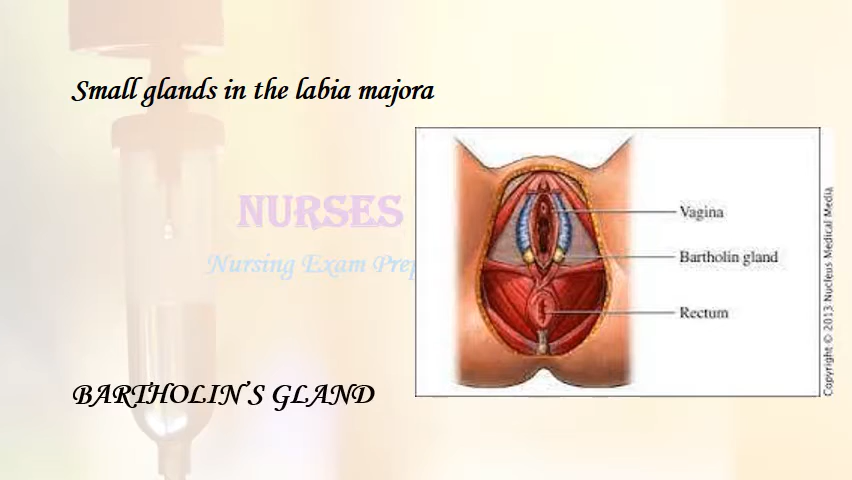 Small glands in the labia majora
NURSES
Nursing Exam Prep
Vagina
Bartholin gland
Rectum
Copyright © 2013 Nucleus Medical Media
BARTHOLIN'S GLAND